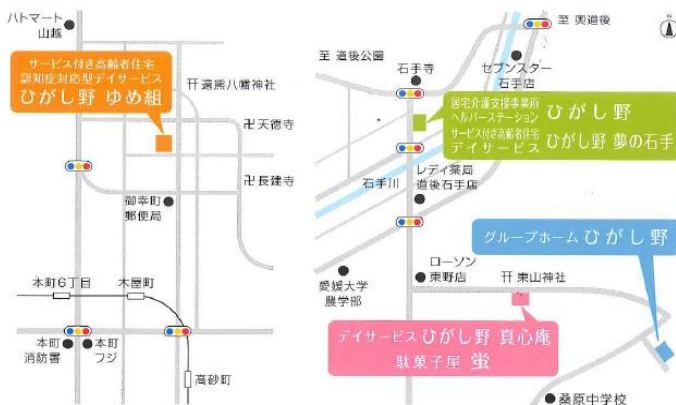 ハトマート
山越
サービス付き高齢者住宅
認知症対応型デイサービス
ひがし野 ゆめ組
還熊八幡神社
卍天徳寺
卍長建寺
御幸町
郵便局
本町6丁目
木屋町
本町
消防署
本町
フジ
高砂町
至 奥道後
N
至 道後公園
石手寺
セブンスター
石手店
居宅介護支援事業所
ヘルパーステーション
ひがし野
サービス付き高齢者住宅
デイサービス
ひがし野 夢の石手
石手川
レディ薬局
道後石手店
グループホーム ひがし野
愛媛大学
農学部
ローソン
東野店
東山神社
デイサービス ひがし野 真心庵
駄菓子屋 蛍
桑原中学校